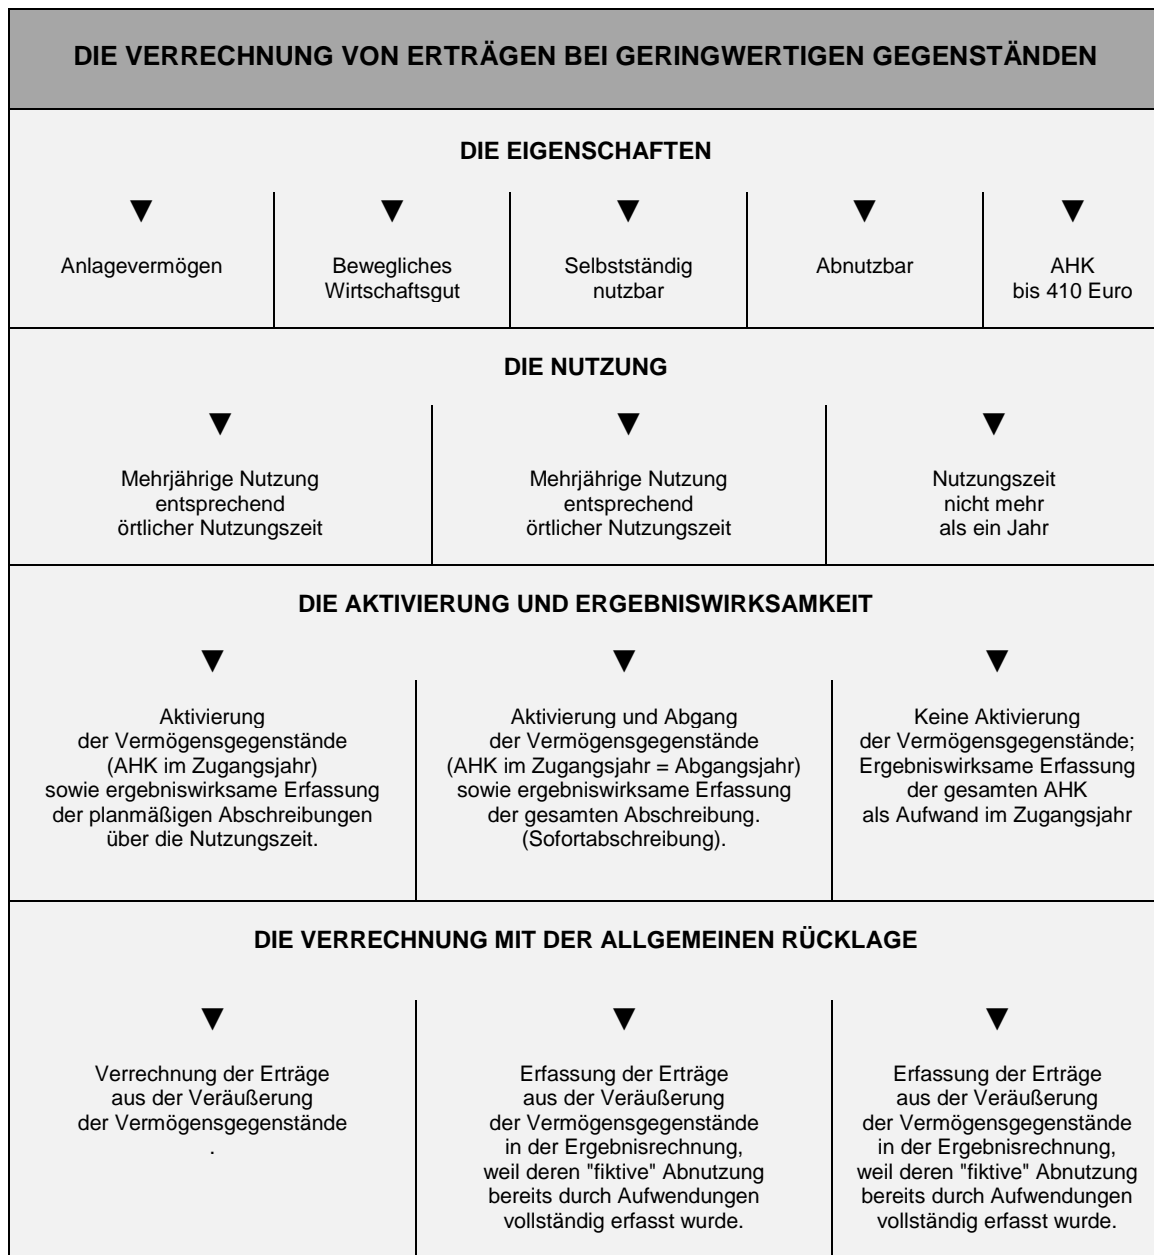 DIE VERRECHNUNG VON ERTRÄGEN BEI GERINGWERTIGEN GEGENSTÄNDEN
DIE EIGENSCHAFTEN
Anlagevermögen
Bewegliches
Wirtschaftsgut
Selbstständig
nutzbar
Abnutzbar
AHK
bis 410 Euro
DIE NUTZUNG
Mehrjährige Nutzung
entsprechend
örtlicher Nutzungszeit
Mehrjährige Nutzung
entsprechend
örtlicher Nutzungszeit
Nutzungszeit
nicht mehr
als ein Jahr
DIE AKTIVIERUNG UND ERGEBNISWIRKSAMKEIT
Aktivierung
der Vermögensgegenstände
(AHK im Zugangsjahr)
sowie ergebniswirksame Erfassung
der planmäßigen Abschreibungen
über die Nutzungszeit.
Aktivierung und Abgang
der Vermögensgegenstände
(AHK im Zugangsjahr = Abgangsjahr)
sowie ergebniswirksame Erfassung
der gesamten Abschreibung.
(Sofortabschreibung).
Keine Aktivierung
der Vermögensgegenstände;
Ergebniswirksame Erfassung
der gesamten AHK
als Aufwand im Zugangsjahr
DIE VERRECHNUNG MIT DER ALLGEMEINEN RÜCKLAGE
Verrechnung der Erträge
aus der Veräußerung
der Vermögensgegenstände
.
Erfassung der Erträge
aus der Veräußerung
der Vermögensgegenstände
in der Ergebnisrechnung,
weil deren "fiktive" Abnutzung
bereits durch Aufwendungen
vollständig erfasst wurde.
Erfassung der Erträge
aus der Veräußerung
der Vermögensgegenstände
in der Ergebnisrechnung,
weil deren "fiktive" Abnutzung
bereits durch Aufwendungen
vollständig erfasst wurde.